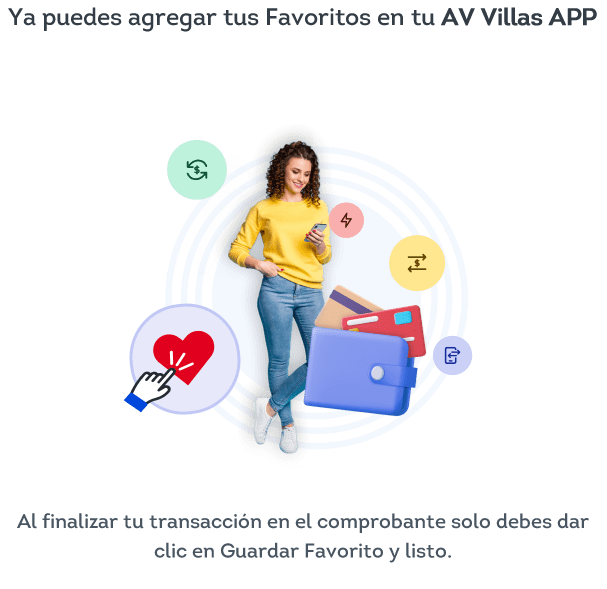 Ya puedes agregar tus Favoritos en tu AV Villas APP
Al finalizar tu transacción en el comprobante solo debes dar
clic en Guardar Favorito y listo.